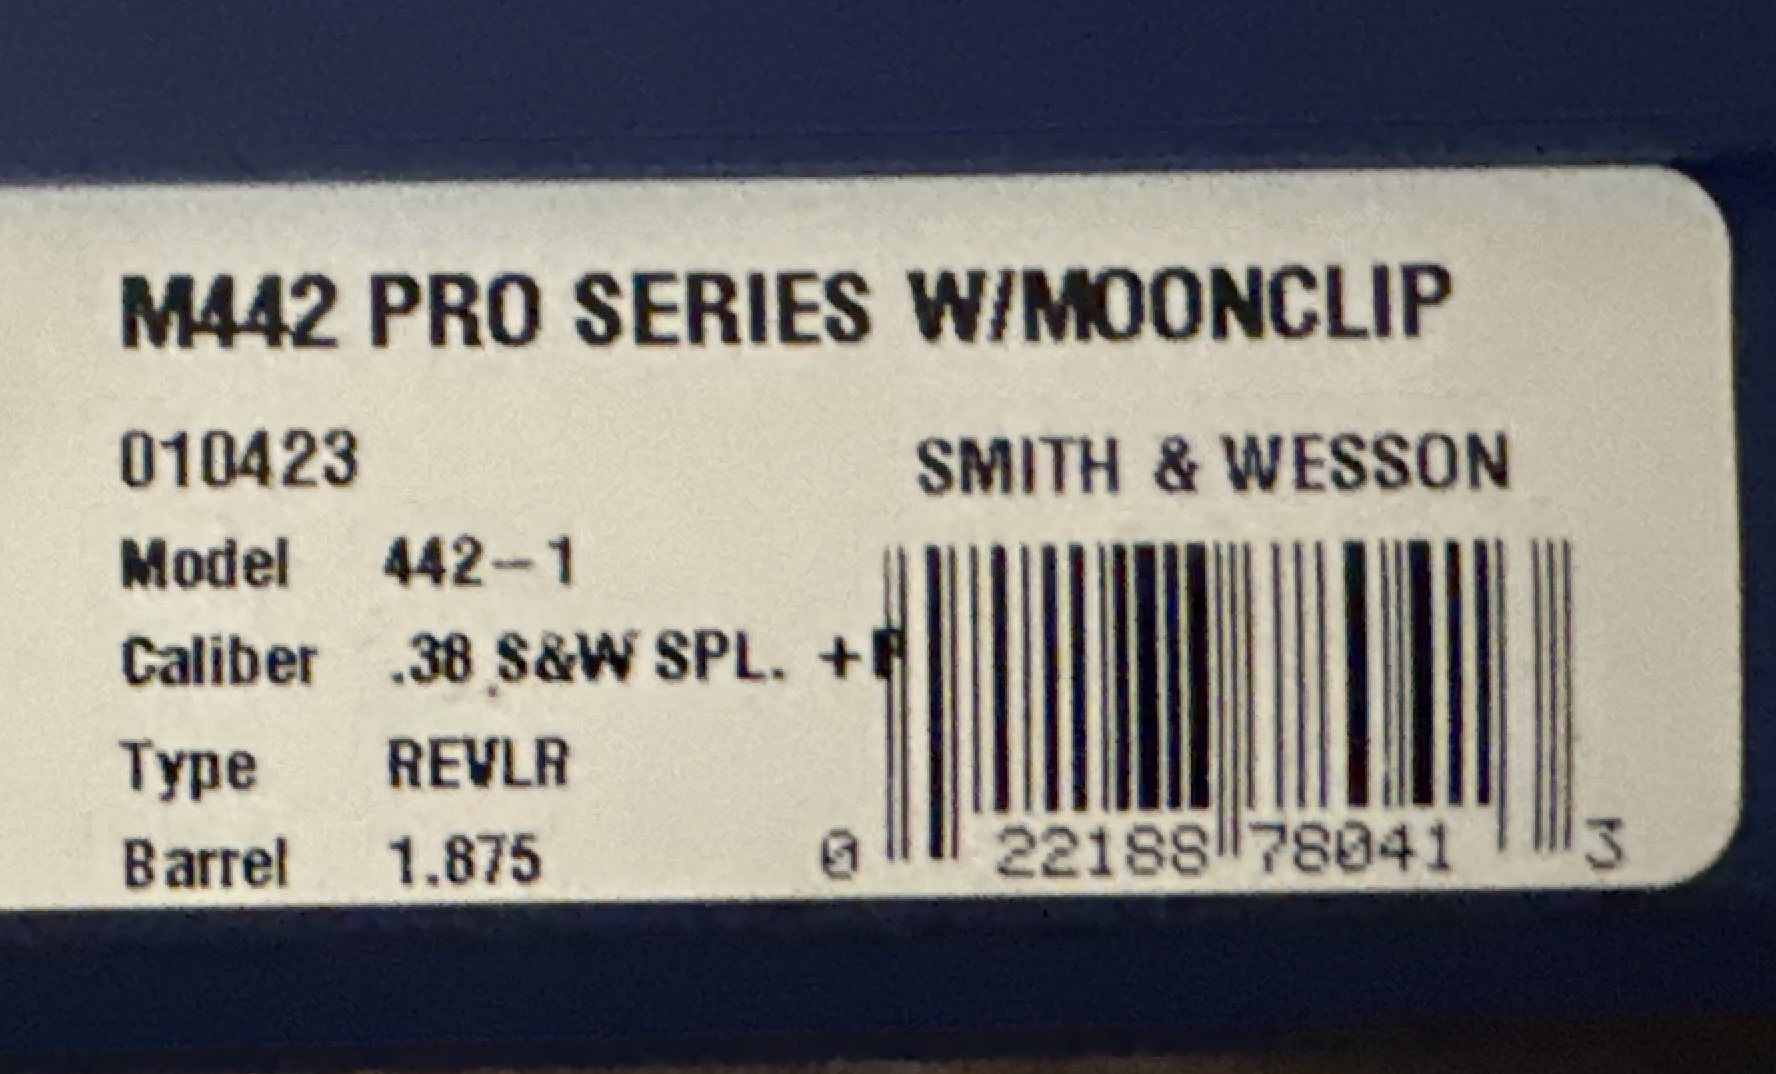 M442 PRO SERIES W/MOONCLIP
010423
SMITH & WESSON
Model 442-1
Caliber .38 S&W SPL. +P
Type REVLR
Barrel 1.875
0 22188 78041 3